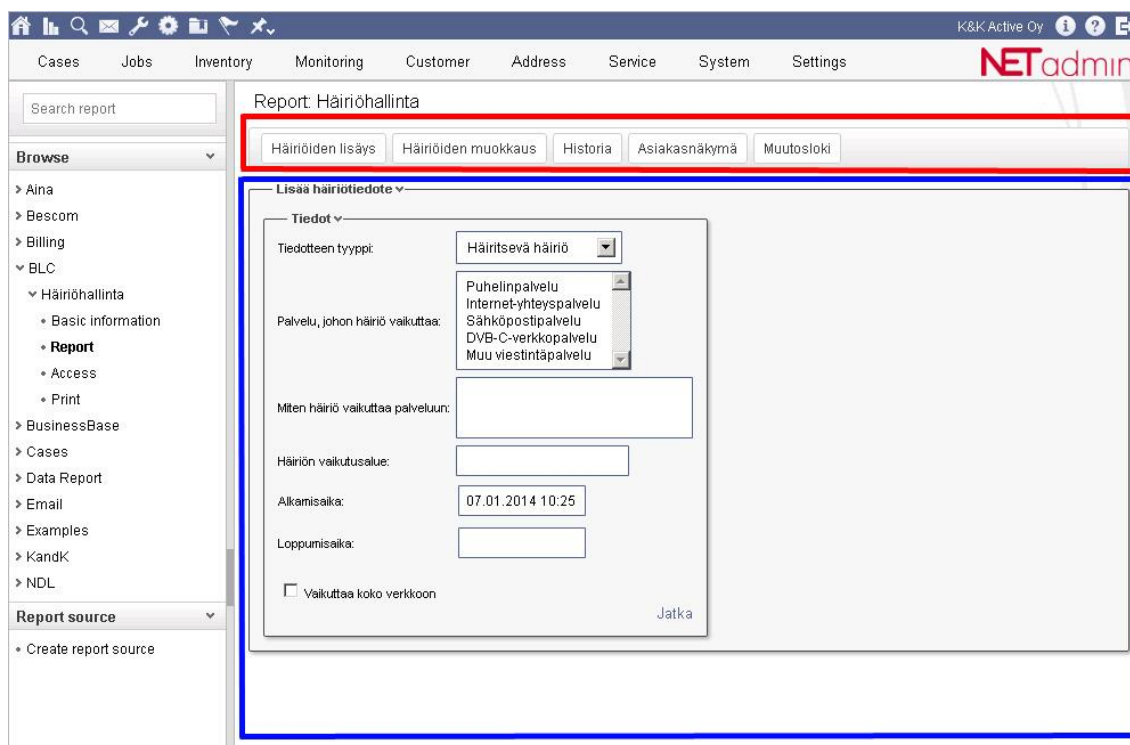 K&K Active Oy
Cases Jobs Inventory Monitoring Customer Address Service System Settings
NETadmin
Search report
Browse
Aina
Bescom
Billing
BLC
Häiriöhallinta
Basic information
Report
Access
Print
BusinessBase
Cases
Data Report
Email
Examples
KandK
NDL
Report source
Create report source
Report: Häiriöhallinta
Häiriöiden lisäys Häiriöiden muokkaus Historia Asiakasnäkymä Muutosloki
Lisää häiriötiedote
Tiedot
Tiedotteen tyyppi: Häiritsevä häiriö
Palvelu, johon häiriö vaikuttaa:
Puhelinpalvelu
Internet-yhteyspalvelu
Sähköpostipalvelu
DVB-C-verkkopalvelu
Muu viestintäpalvelu
Miten häiriö vaikuttaa palveluun:
Häiriön vaikutusalue:
Alkamisaika: 07.01.2014 10:25
Loppumisaika:
Vaikuttaa koko verkkoon
Jatka